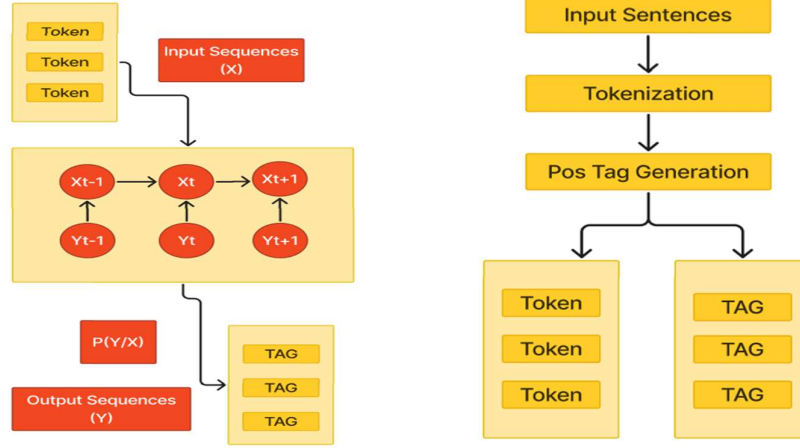 Token
Token
Token
Input Sequences
(X)
Xt-1
Xt
Xt+1
Yt-1
Yt
Yt+1
P(Y/X)
Output Sequences
(Y)
TAG
TAG
TAG
Input Sentences
Tokenization
Pos Tag Generation
Token
Token
Token
TAG
TAG
TAG